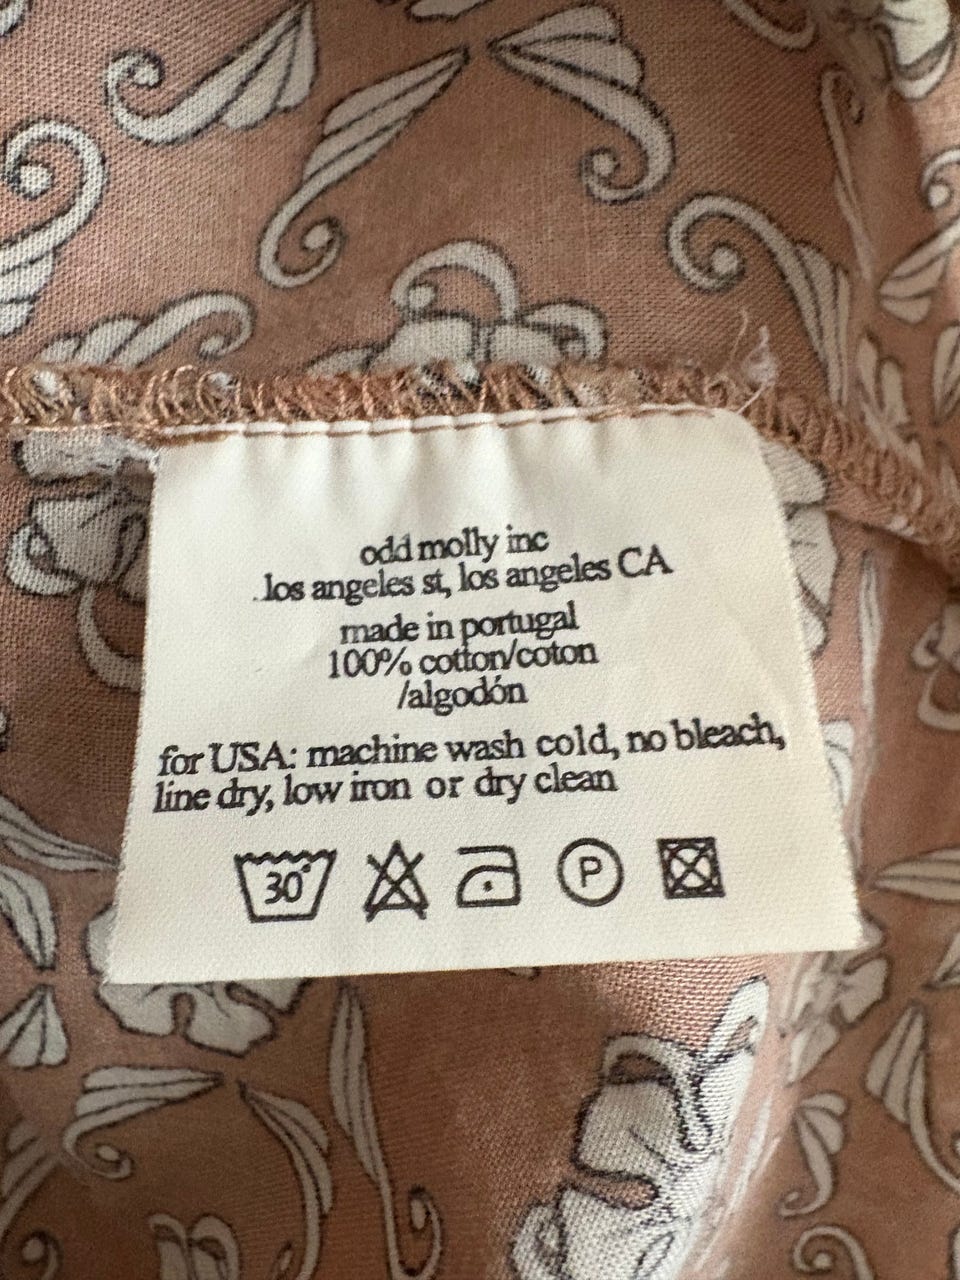 odd molly inc
.los angeles st, los angeles CA
made in portugal
100% cotton/coton
/algodón
for USA: machine wash cold, no bleach,
line dry, low iron or dry clean
30° P